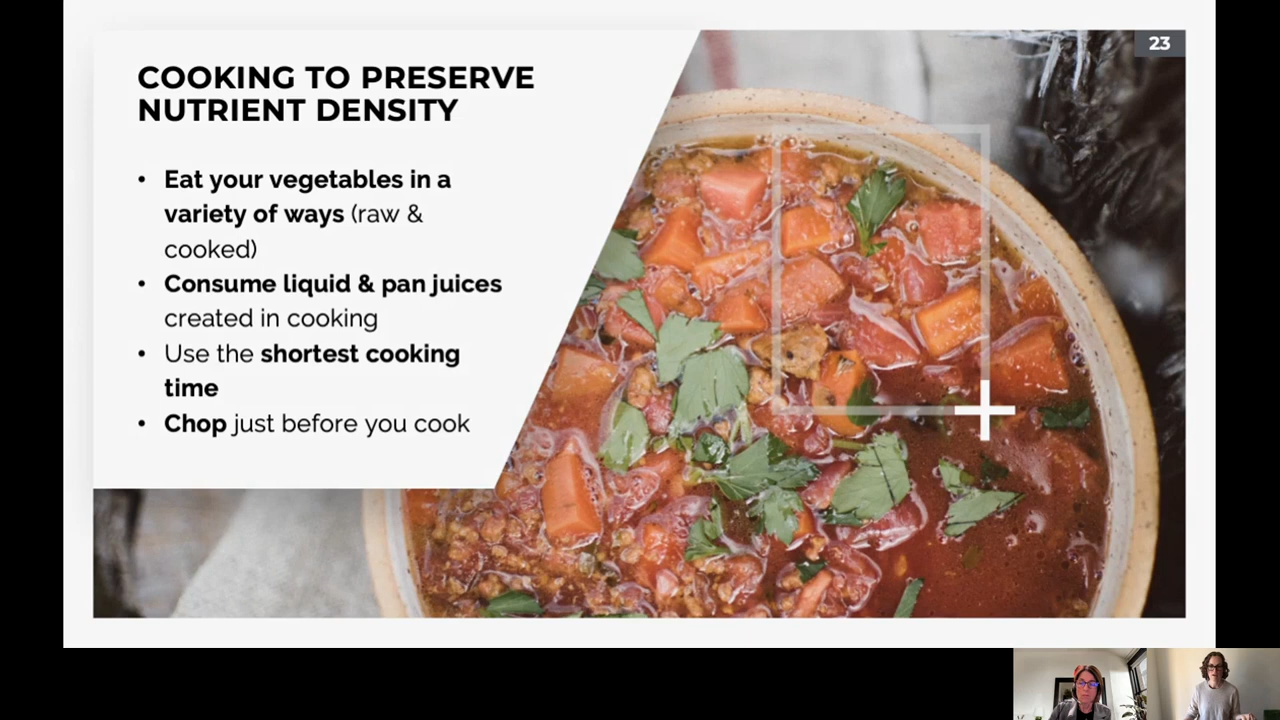 23
COOKING TO PRESERVE
NUTRIENT DENSITY
• Eat your vegetables in a
variety of ways (raw &
cooked)
• Consume liquid & pan juices
created in cooking
• Use the shortest cooking
time
• Chop just before you cook